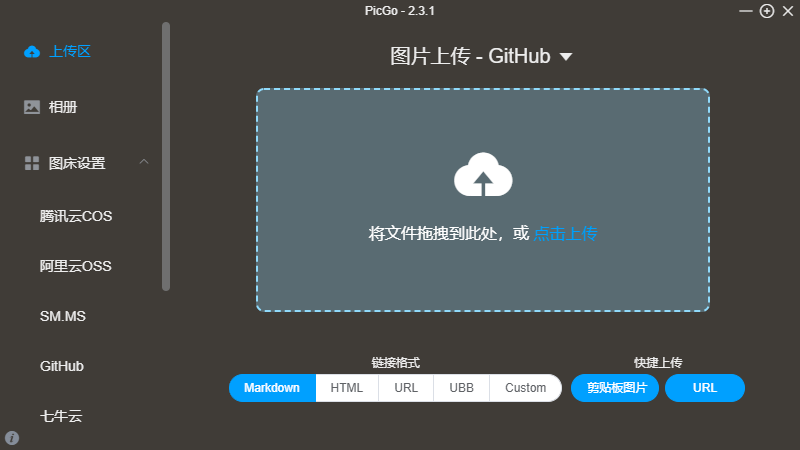 PicGo - 2.3.1
上传区
相册
图床设置
腾讯云COS
阿里云OSS
SM.MS
GitHub
七牛云
图片上传 - GitHub
将文件拖拽到此处，或 点击上传
链接格式
Markdown HTML URL UBB Custom
快捷上传
剪贴板图片 URL